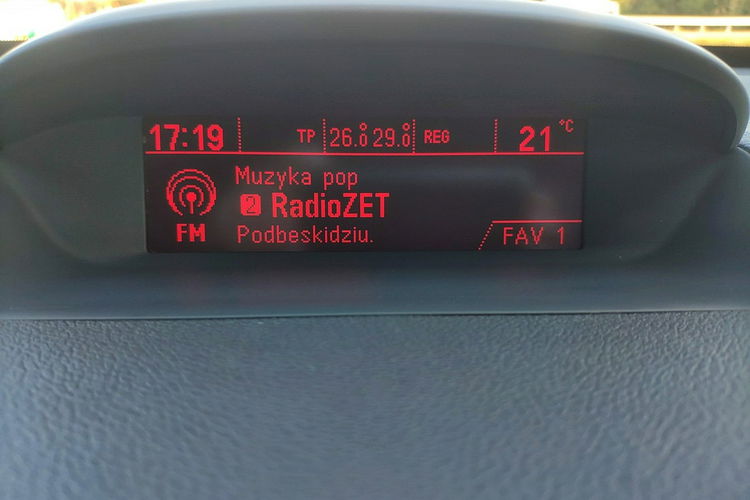 17:19 TP 26.0° 29.0° REG 21 °C
Muzyka pop
2 RadioZET
FM Podbeskidziu. FAV 1